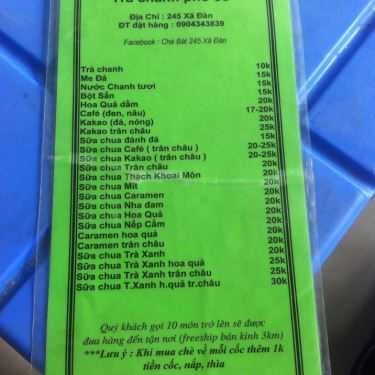 Trà chanh phố cổ
Địa Chỉ : 245 Xã Đàn
ĐT đặt hàng : 0904343839
Facebook : Chè Bát 245 Xã Đàn
Trà chanh 10k
Me Đá 15k
Nước Chanh tươi 15k
Bột Sắn 15k
Hoa Quả dầm 20k
Café (đen, nâu) 17-20k
Kakao (đá, nóng) 20k
Kakao trân châu 25k
Sữa chua đánh đá 15k
Sữa chua Café ( trân châu ) 20-25k
Sữa chua Kakao ( trân châu ) 20-25k
Sữa chua Trân châu 20k
Sữa chua Thạch Khoai Môn 20k
Sữa chua Mít 20k
Sữa chua Caramen 20k
Sữa chua Nha đam 20k
Sữa chua Hoa Quả 20k
Sữa chua Nếp Cẩm 20k
Caramen hoa quả 20k
Caramen trân châu 20k
Sữa chua Trà Xanh 20k
Sữa chua Trà Xanh hoa quả 25k
Sữa chua Trà Xanh trân châu 25k
Sữa chua T.Xanh h.quả tr.châu 30k
Quý khách gọi 10 món trở lên sẽ được
đưa hàng đến tận nơi (freeship bán kính 3km)
***Lưu ý : Khi mua chè về mỗi cốc thêm 1k
tiền cốc, nắp, thìa